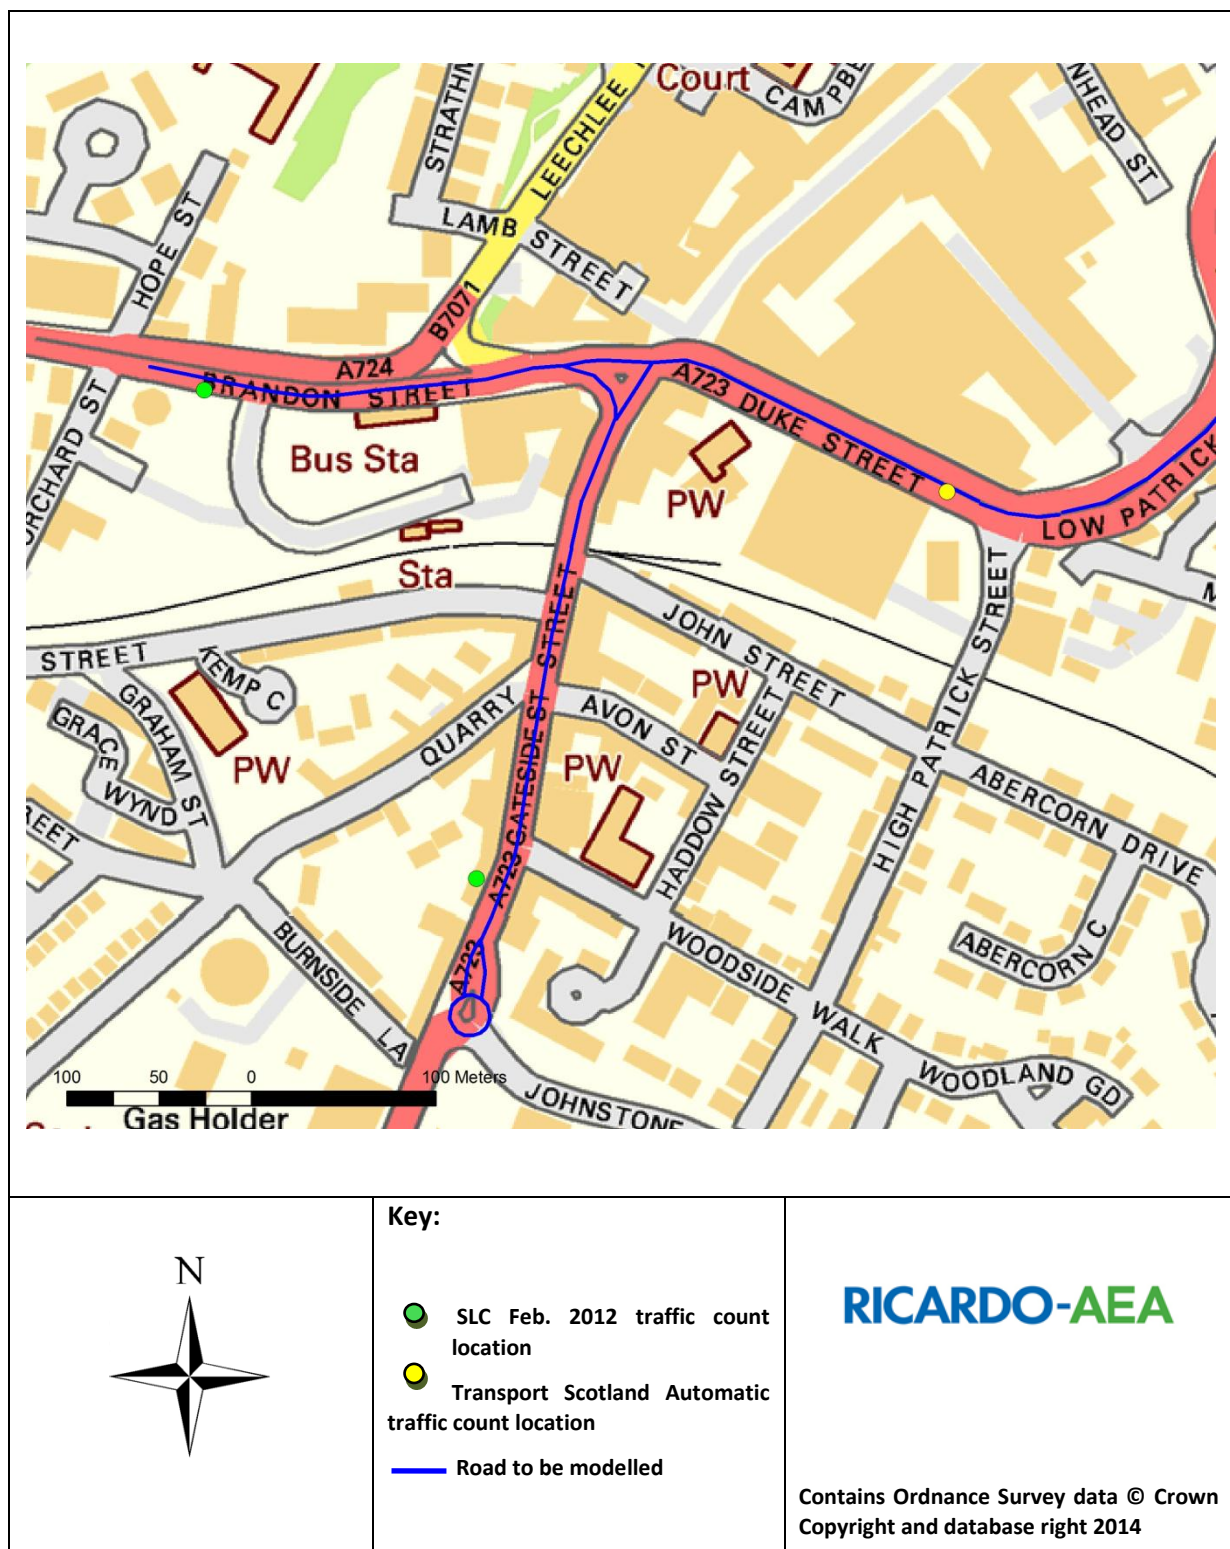 Court
CAMPBE
NHEAD ST
STRATHM
LEECHLEE
HOPE ST
LAMB STREET
B7071
A724
BRANDON STREET
A723 DUKE STREET
ORCHARD ST
Bus Sta
PW
LOW PATRICK
Sta
STREET
KEMP C
GRAHAM ST
GRACE WYND
PW
QUARRY
STREET
GATESIDE ST
A723
AVON ST
JOHN STREET
PW
PW
HADDOW STREET
HIGH PATRICK STREET
ABERCORN DRIVE
ABERCORN C
REET
BURNSIDE LA
A723
WOODSIDE WALK
WOODLAND GD
JOHNSTONE
100 50 0 100 Meters
Gas Holder
N
Key:
SLC Feb. 2012 traffic count
location
Transport Scotland Automatic
traffic count location
Road to be modelled
RICARDO-AEA
Contains Ordnance Survey data © Crown
Copyright and database right 2014